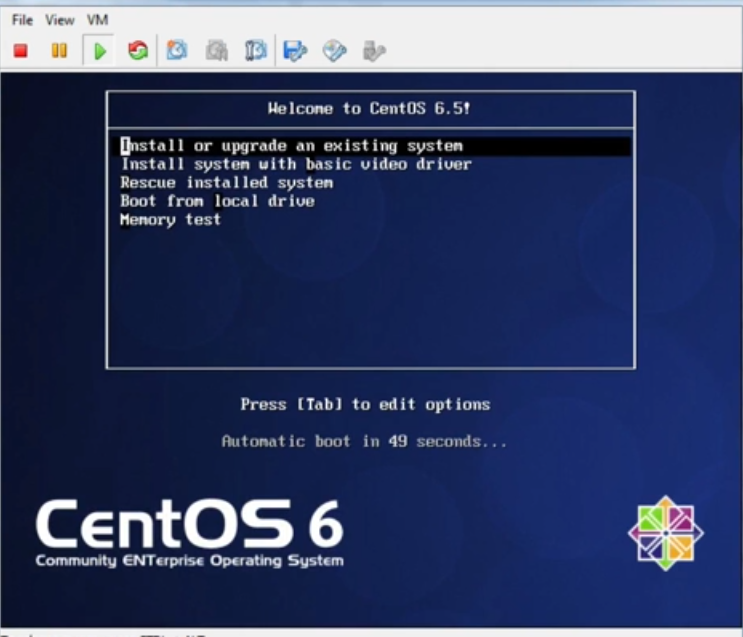 File View VM
Welcome to CentOS 6.5!
Install or upgrade an existing system
Install system with basic video driver
Rescue installed system
Boot from local drive
Memory test
Press [Tab] to edit options
Automatic boot in 49 seconds...
CentOS 6
Community ENTerprise Operating System